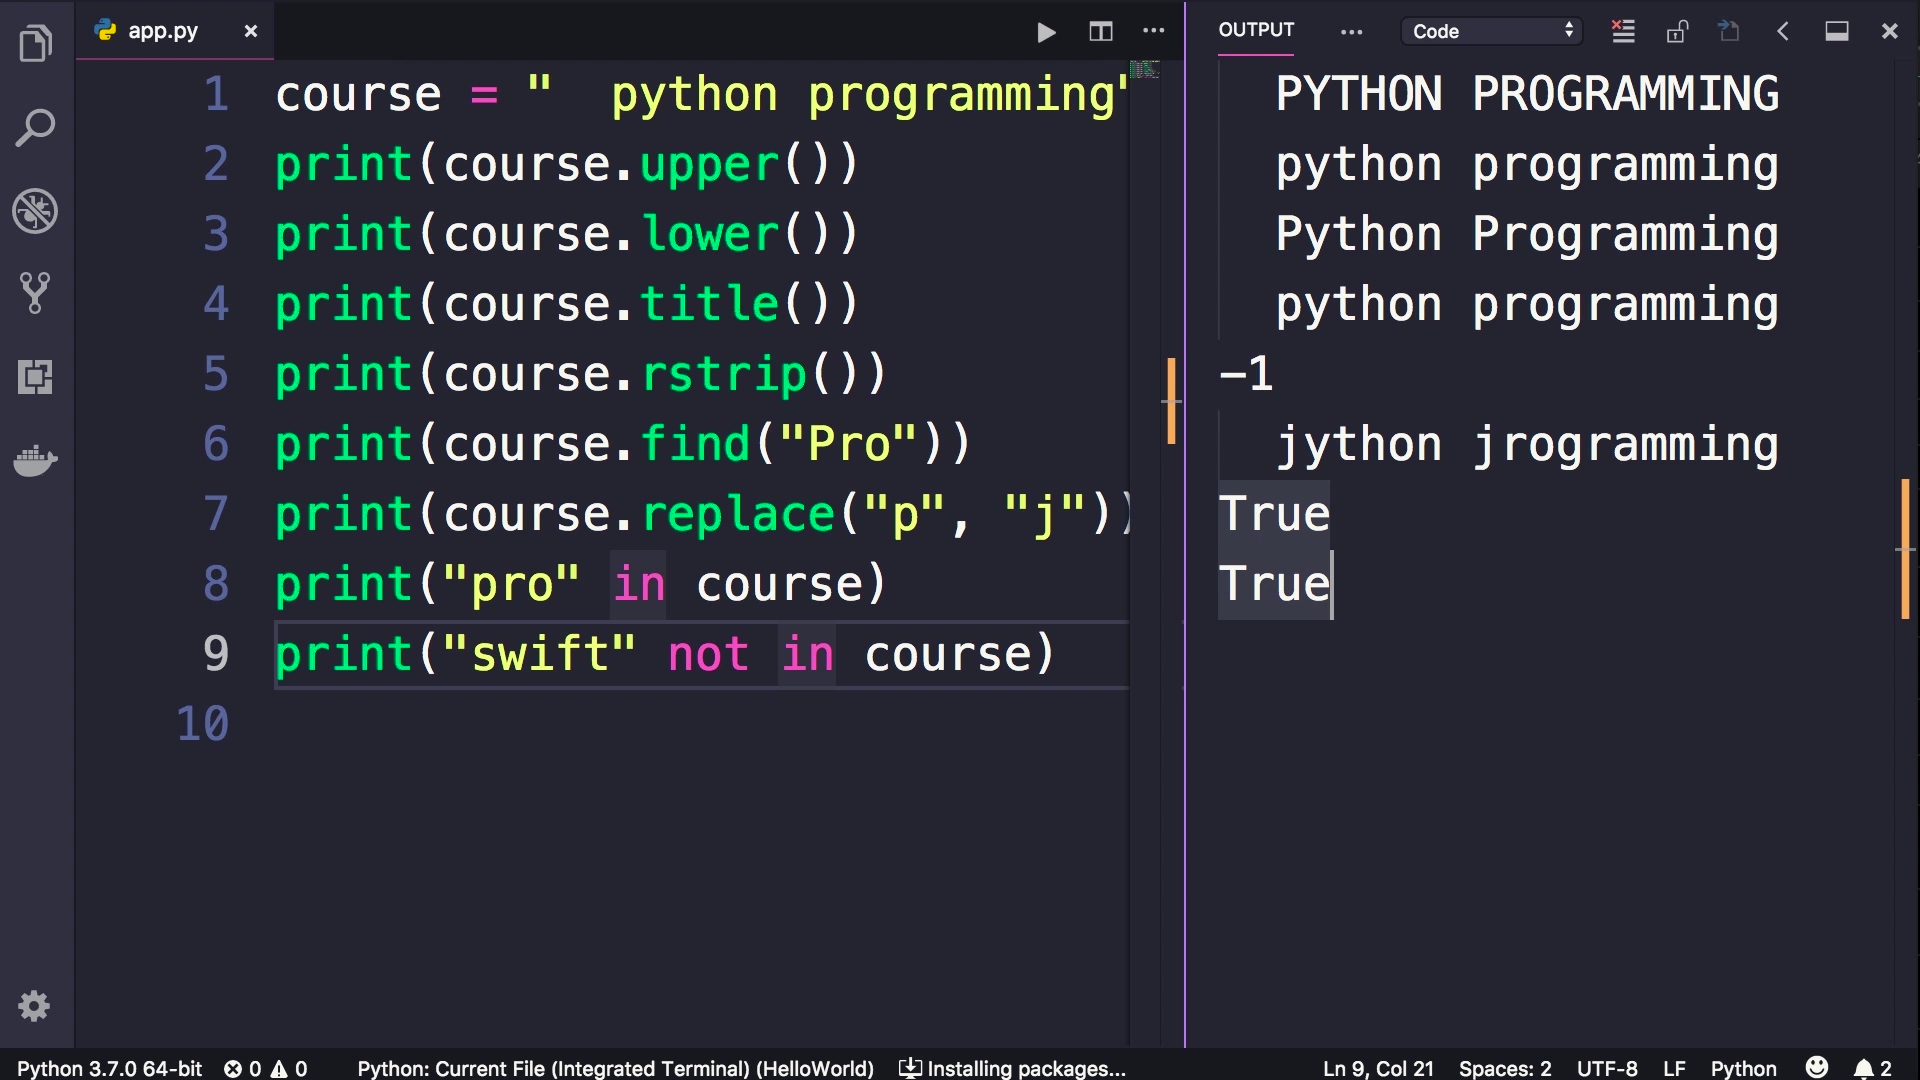 app.py
OUTPUT
Code
1 course = "  python programming"
2 print(course.upper())
3 print(course.lower())
4 print(course.title())
5 print(course.rstrip())
6 print(course.find("Pro"))
7 print(course.replace("p", "j"))
8 print("pro" in course)
9 print("swift" not in course)
10
  PYTHON PROGRAMMING
  python programming
  Python Programming
  python programming
-1
  jython jrogramming
True
True
Python 3.7.0 64-bit 0 0 Python: Current File (Integrated Terminal) (HelloWorld) Installing packages... Ln 9, Col 21 Spaces: 2 UTF-8 LF Python 2